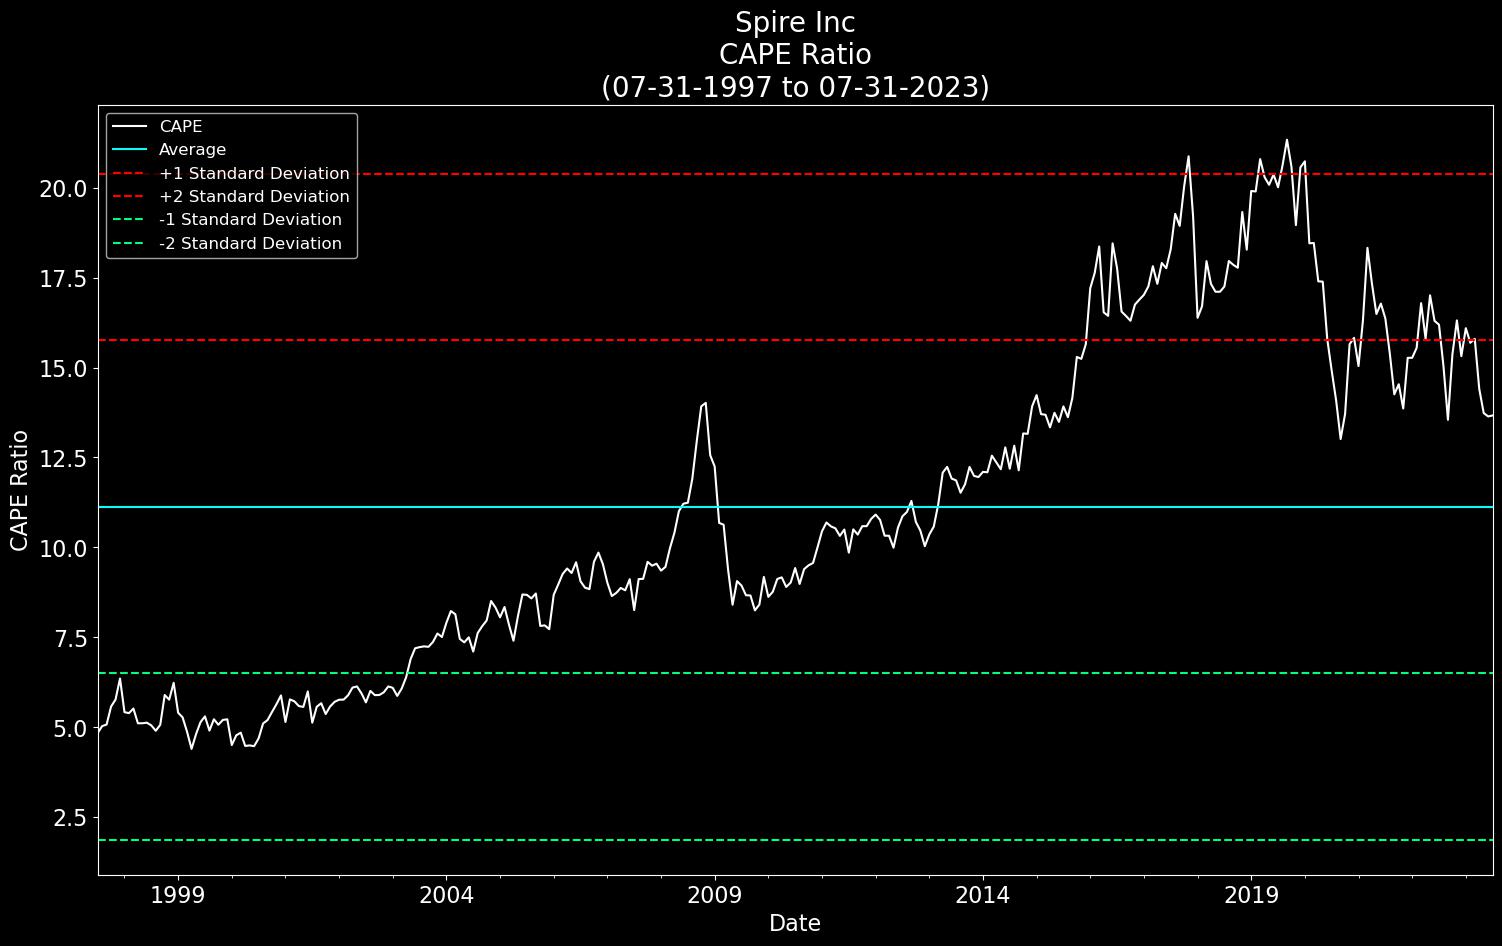 Spire Inc
CAPE Ratio
(07-31-1997 to 07-31-2023)
CAPE
Average
+1 Standard Deviation
+2 Standard Deviation
-1 Standard Deviation
-2 Standard Deviation
20.0
17.5
15.0
12.5
10.0
7.5
5.0
2.5
CAPE Ratio
1999 2004 2009 2014 2019
Date